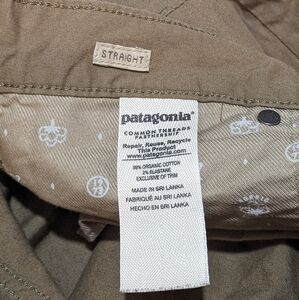 STRAIGHT
patagonia®
COMMON THREADS
PARTNERSHIP
Repair, Reuse, Recycle
This Product
www.patagonia.com
98% ORGANIC COTTON
2% ELASTANE
EXCLUSIVE OF TRIM
MADE IN SRI LANKA
FABRIQUÉ AU SRI LANKA
HECHO EN SRI LANKA